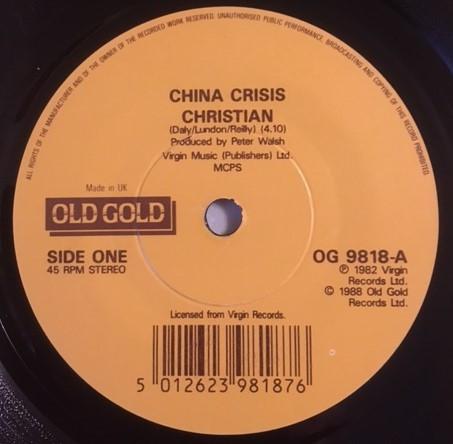 ALL RIGHTS OF THE MANUFACTURER AND OF THE OWNER OF THE RECORDED WORK RESERVED. UNAUTHORISED PUBLIC PERFORMANCE, BROADCASTING AND COPYING OF THIS RECORD PROHIBITED.
CHINA CRISIS
CHRISTIAN
(Daly/Lundon/Reilly) (4.10)
Produced by Peter Walsh
Virgin Music (Publishers) Ltd.
MCPS
Made in UK
OLD GOLD
SIDE ONE
45 RPM STEREO
OG 9818-A
℗ 1982 Virgin
Records Ltd.
© 1988 Old Gold
Records Ltd.
Licensed from Virgin Records.
5 012623 981876